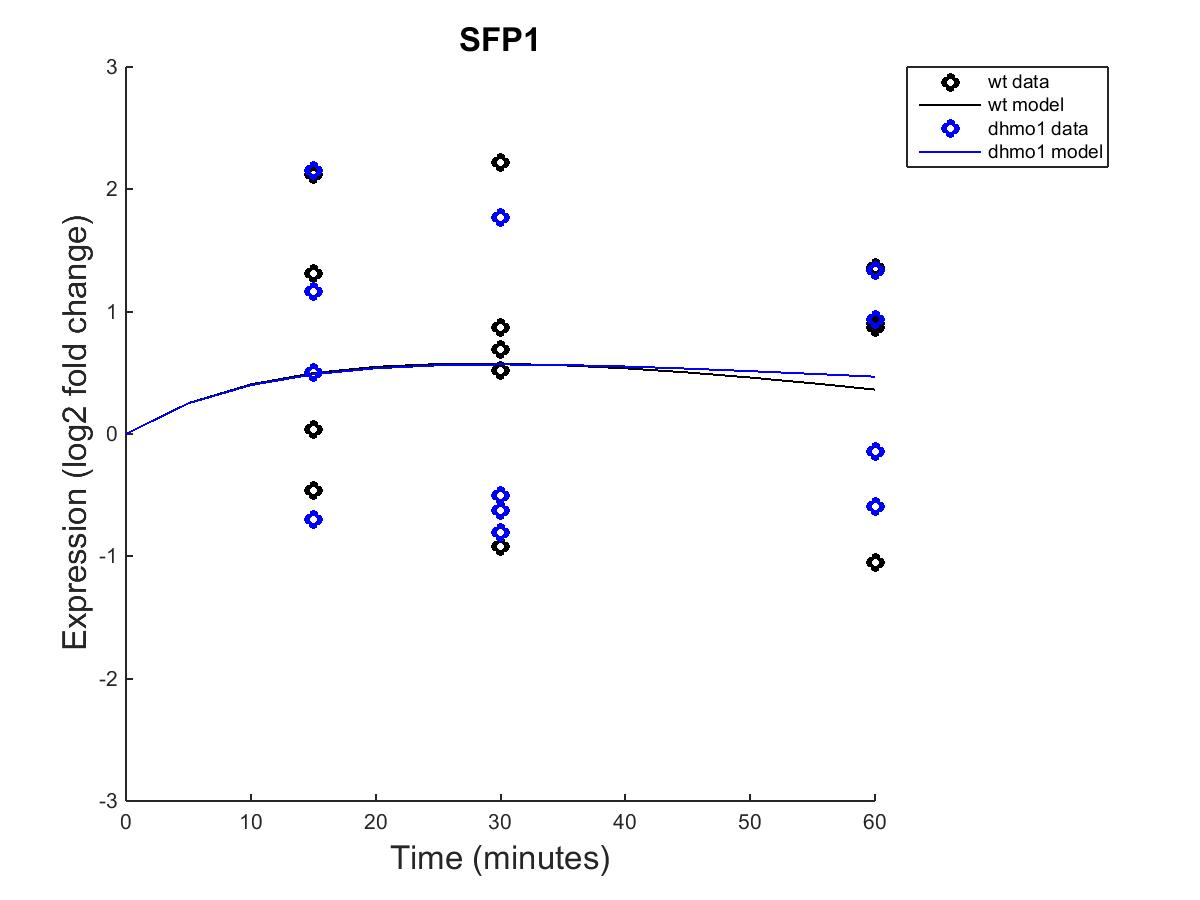 SFP1
3
2
1
0
-1
-2
-3
Expression (log2 fold change)
0 10 20 30 40 50 60
Time (minutes)
wt data
wt model
dhmo1 data
dhmo1 model